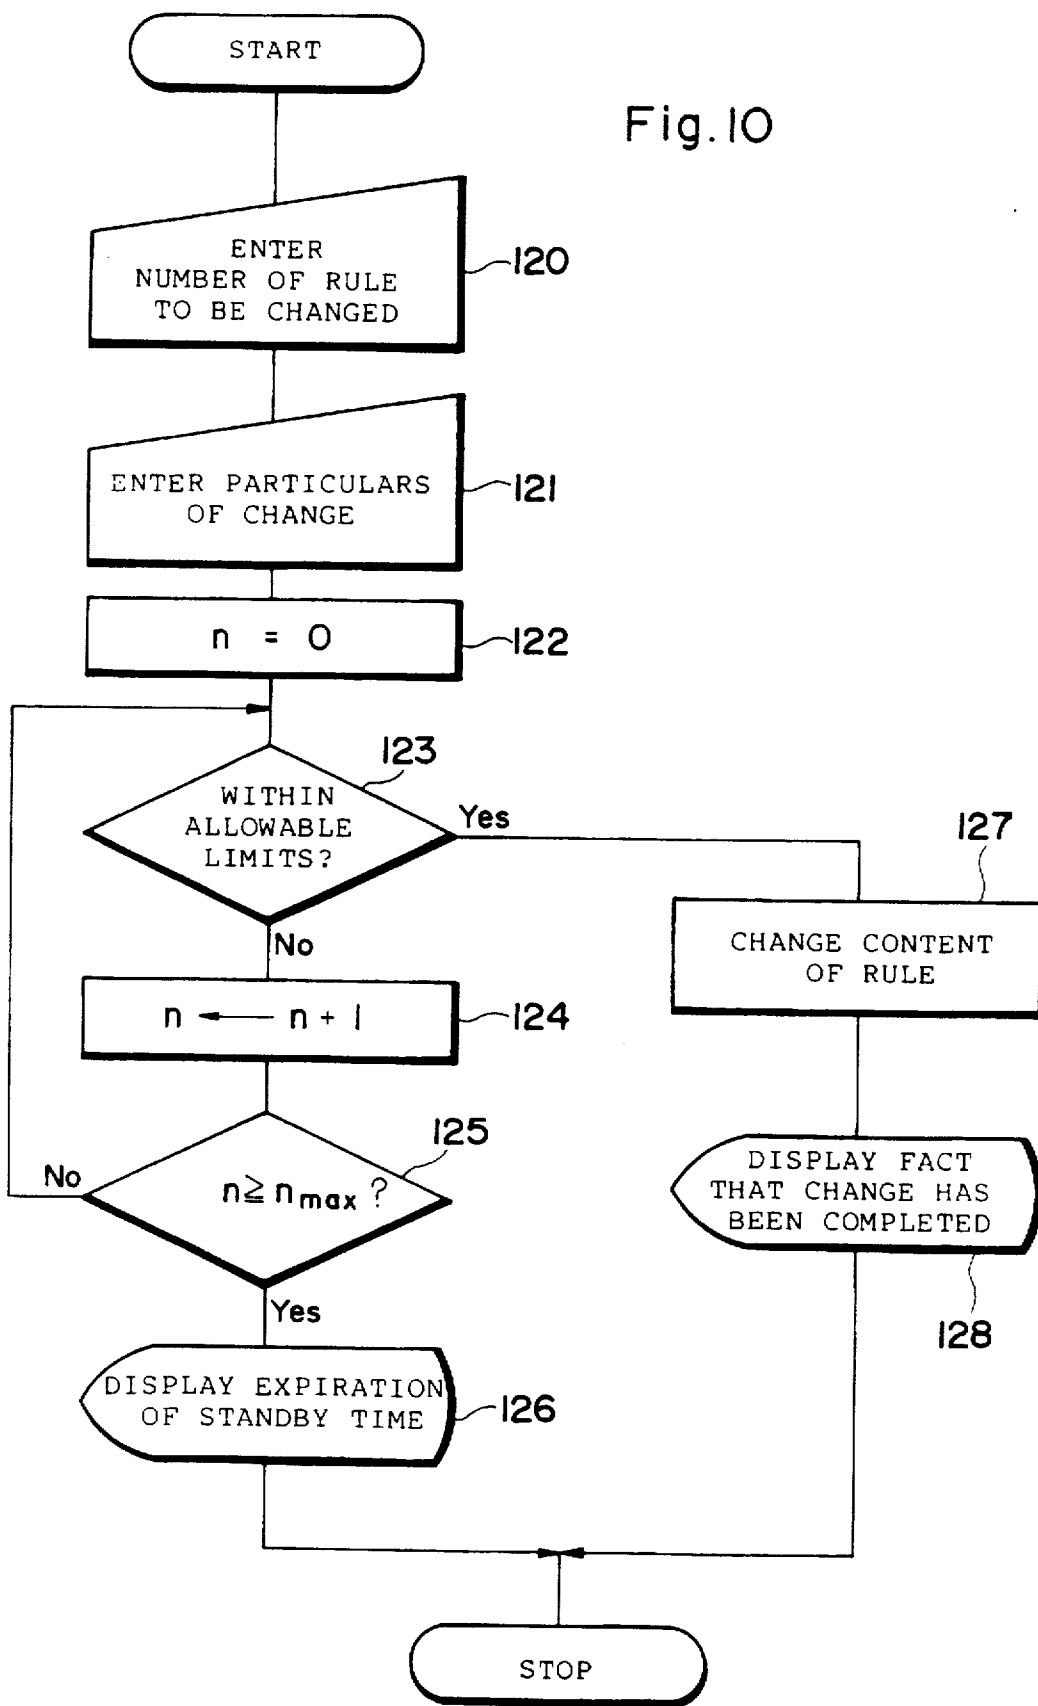 START
Fig. 10
ENTER
NUMBER OF RULE
TO BE CHANGED
120
ENTER PARTICULARS
OF CHANGE
121
n = 0
122
123
WITHIN
ALLOWABLE
LIMITS?
Yes
No
127
CHANGE CONTENT
OF RULE
n ← n + 1
124
125
n ≧ nmax ?
No
Yes
DISPLAY FACT
THAT CHANGE HAS
BEEN COMPLETED
128
DISPLAY EXPIRATION
OF STANDBY TIME
126
STOP